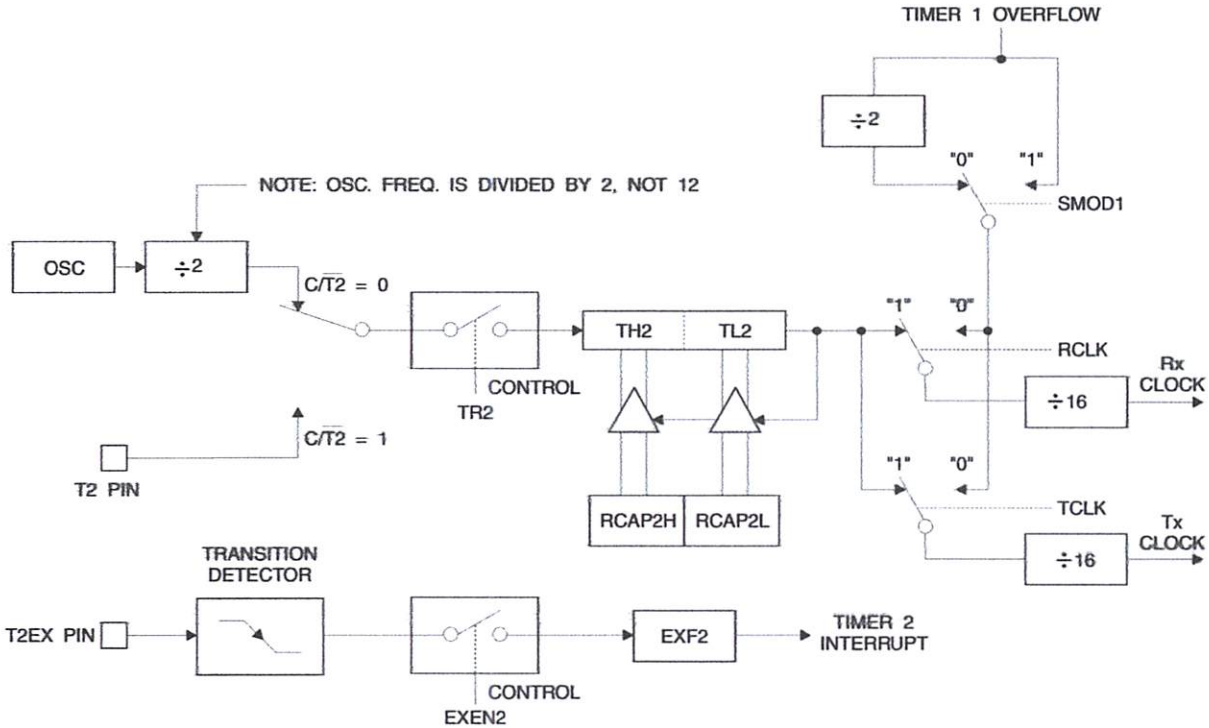 TIMER 1 OVERFLOW
÷2
"0"
"1"
NOTE: OSC. FREQ. IS DIVIDED BY 2, NOT 12
SMOD1
OSC
÷2
C/T2̅ = 0
"1"
"0"
TH2
TL2
RCLK
Rx
CLOCK
CONTROL
÷16
TR2
C/T2̅ = 1
"1"
"0"
T2 PIN
RCAP2H
RCAP2L
TCLK
Tx
CLOCK
TRANSITION
DETECTOR
÷16
T2EX PIN
EXF2
TIMER 2
INTERRUPT
CONTROL
EXEN2